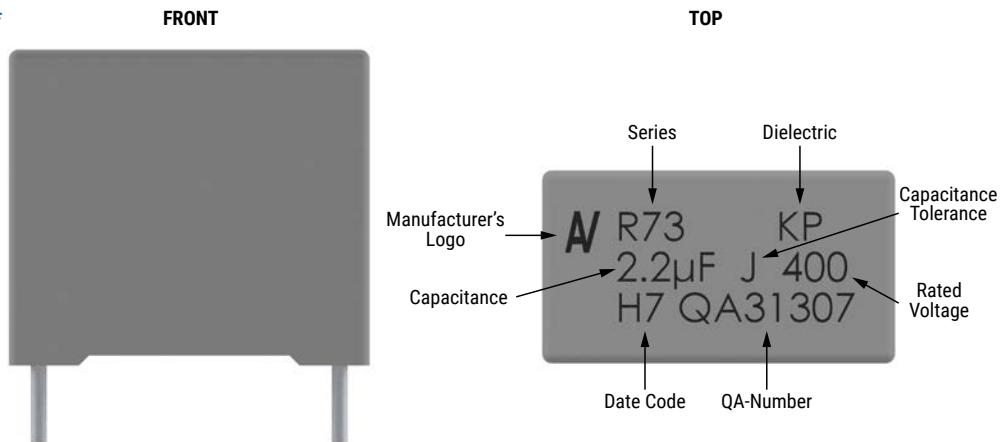 FRONT
TOP
Series
Dielectric
Capacitance
Tolerance
Manufacturer's
Logo
R73 KP
2.2µF J 400
H7 QA31307
Capacitance
Rated
Voltage
Date Code
QA-Number